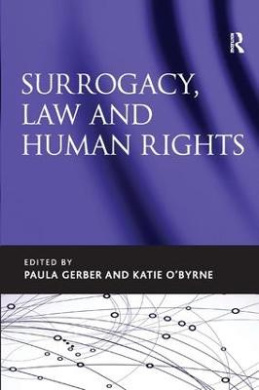 SURROGACY,
LAW AND
HUMAN RIGHTS
EDITED BY
PAULA GERBER AND KATIE O'BYRNE